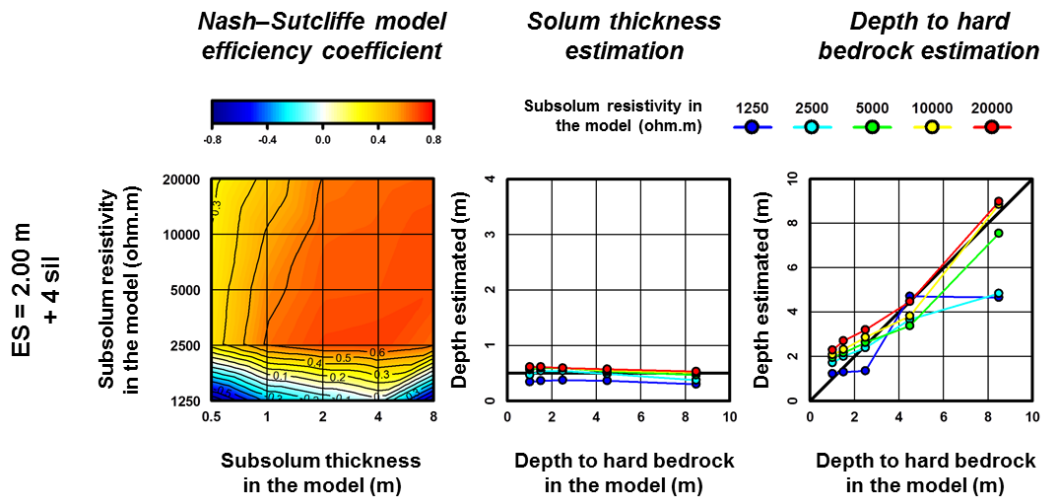 Nash–Sutcliffe model
efficiency coefficient
Solum thickness
estimation
Depth to hard
bedrock estimation
-0.8 -0.4 0.0 0.4 0.8
Subsolum resistivity in
the model (ohm.m)
1250 2500 5000 10000 20000
ES = 2.00 m
+ 4 sil
Subsolum resistivity
in the model (ohm.m)
20000
10000
5000
2500
1250
0.5 1 2 4 8
0.3
0.6
0.5
0.4
0.3
0.2
0.1
Subsolum thickness
in the model (m)
Depth estimated (m)
4
3
2
1
0
0 2 4 6 8 10
Depth to hard bedrock
in the model (m)
Depth estimated (m)
10
8
6
4
2
0
0 2 4 6 8 10
Depth to hard bedrock
in the model (m)